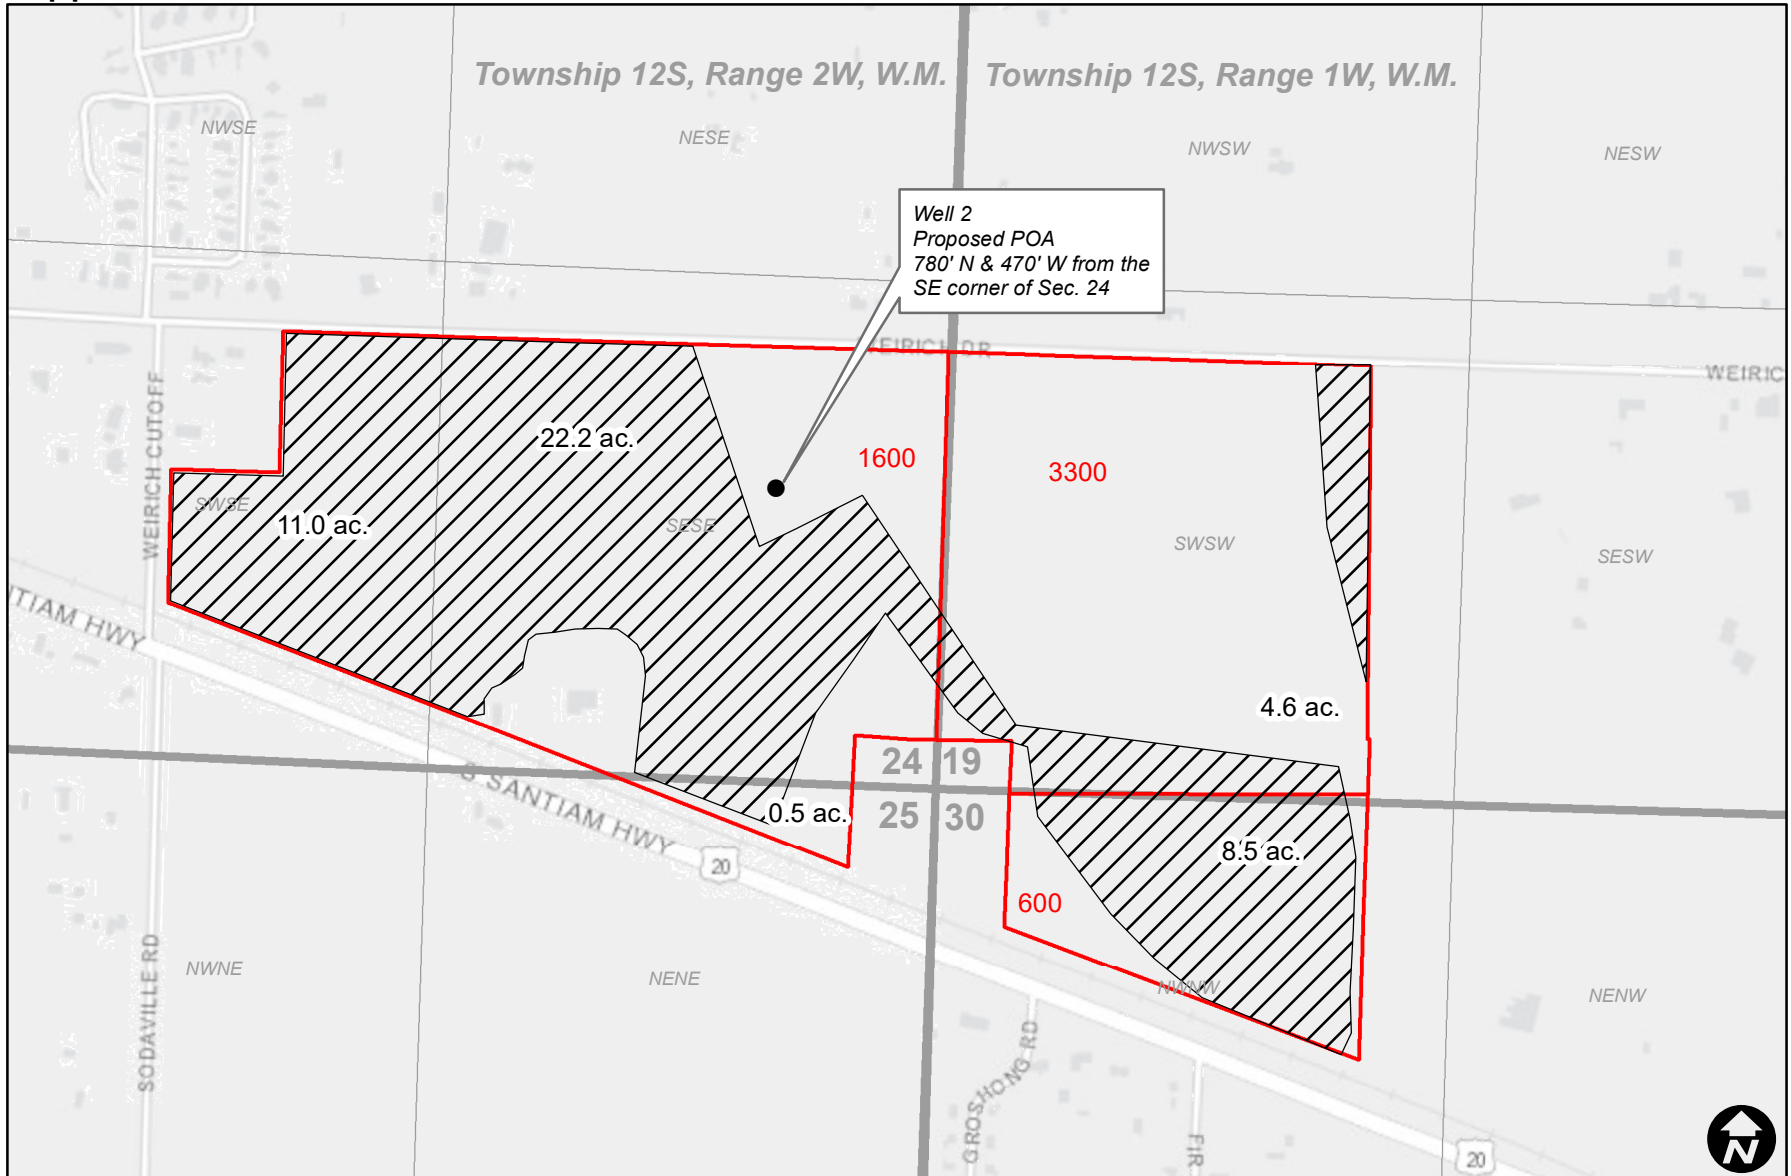 Township 12S, Range 2W, W.M.
Township 12S, Range 1W, W.M.
NWSE
NESE
NWSW
NESW
Well 2
Proposed POA
780' N & 470' W from the
SE corner of Sec. 24
EIRICH DR
WEIRIC
WEIRICH CUTOFF
22.2 ac.
1600
3300
SWSE
11.0 ac.
SESE
SWSW
SESW
NTIAM HWY
4.6 ac.
24
19
S SANTIAM HWY
0.5 ac.
25
30
20
8.5 ac.
600
SODAVILLE RD
NWNE
NENE
NWNW
NENW
GROSHONG RD
FIR
20
N